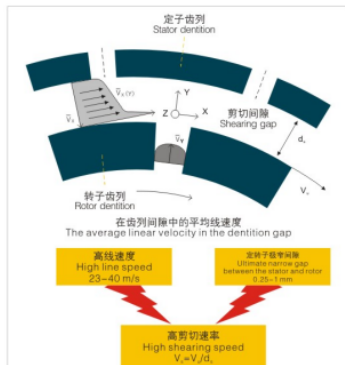 定子齿列
Stator dentition
V̄ₓ(Y)
V̄ₓ
Y
Z
X
剪切间隙
Shearing gap
dₛ
V̄ᵧ
转子齿列
Rotor dentition
在齿列间隙中的平均线速度
The average linear velocity in the dentition gap
高线速度
High line speed
23-40 m/s
定转子极窄间隙
Ultimate narrow gap
between the stator and rotor
0.25-1 mm
高剪切速率
High shearing speed